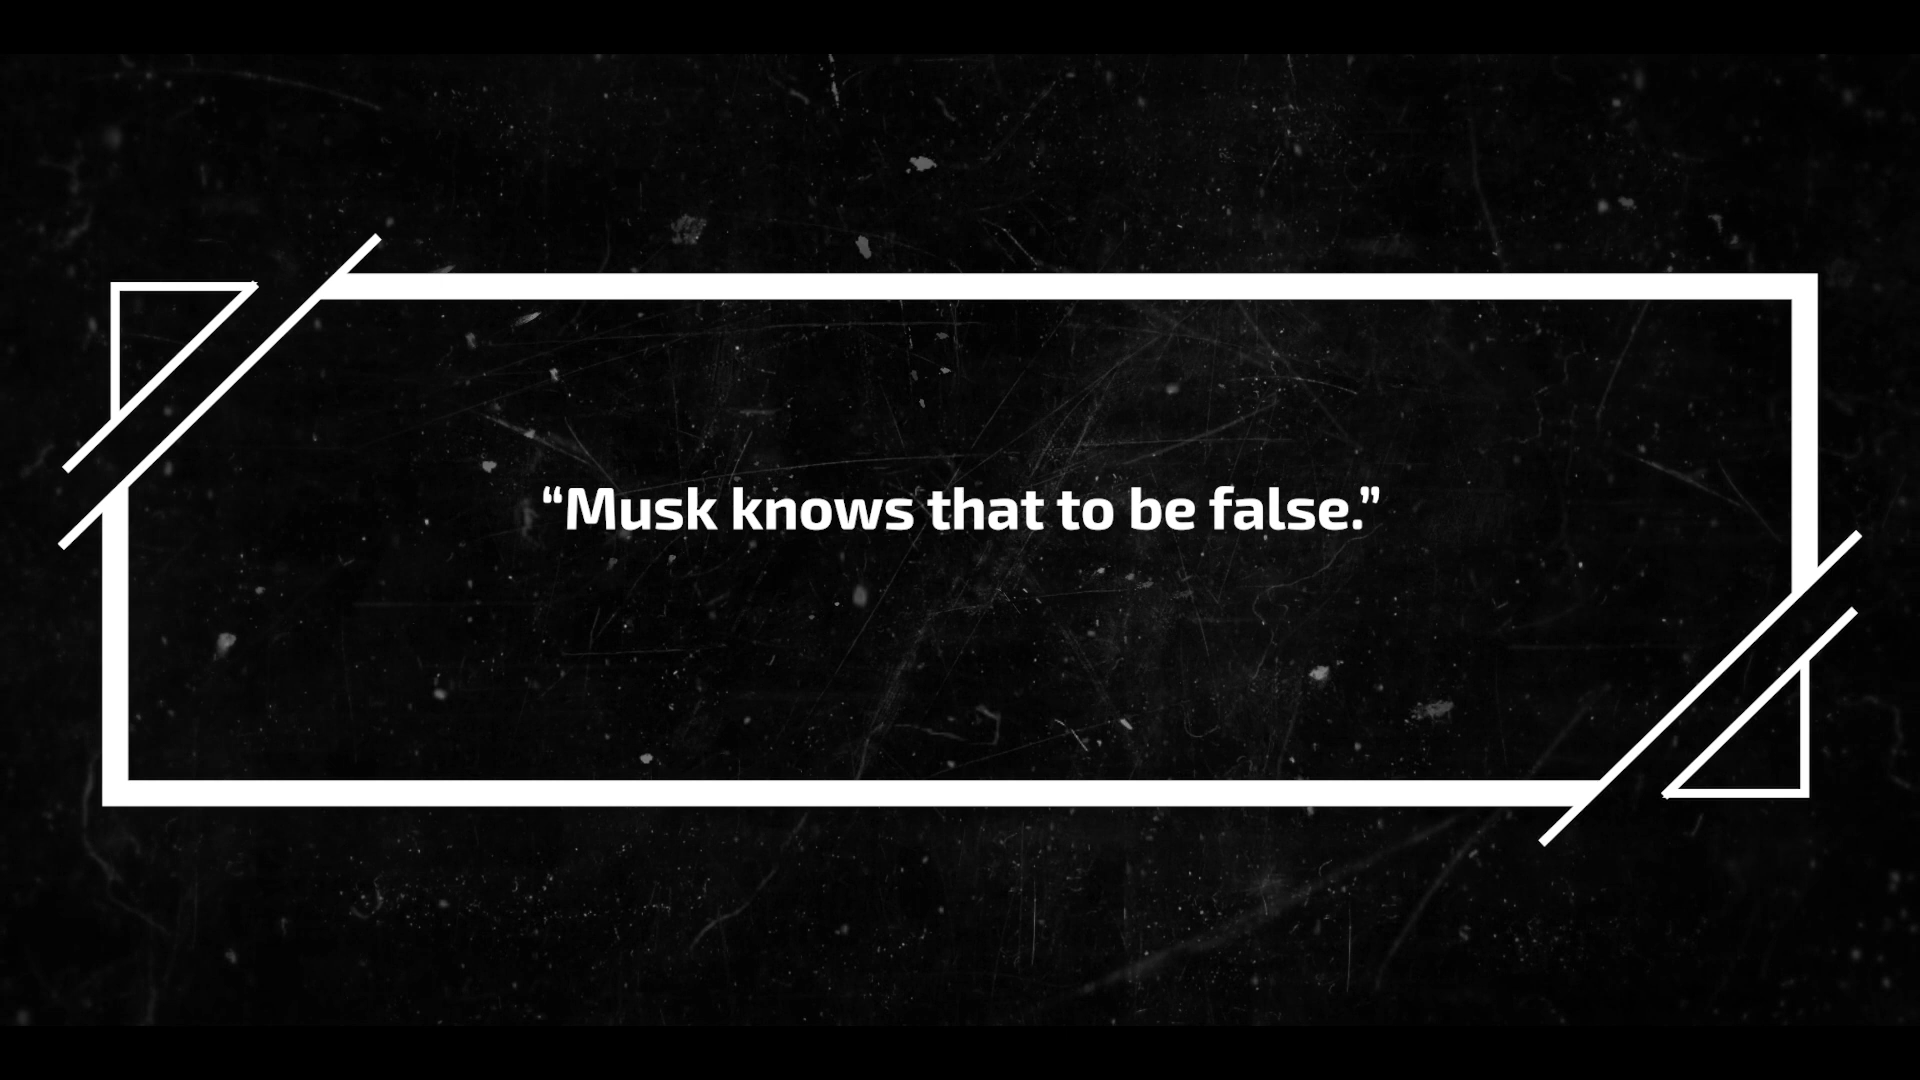 “Musk knows that to be false.”